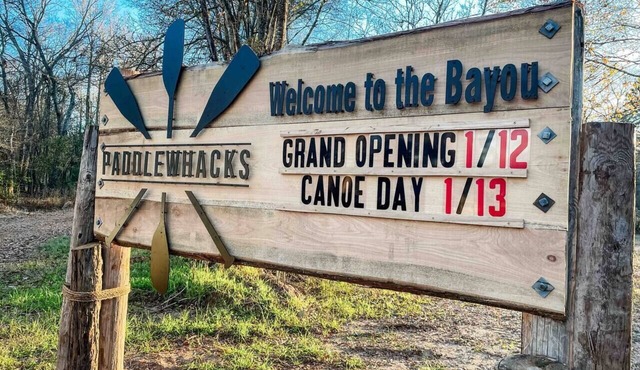 PADDLEWHACKS
Welcome to the Bayou
GRAND OPENING 1/12
CANOE DAY 1/13